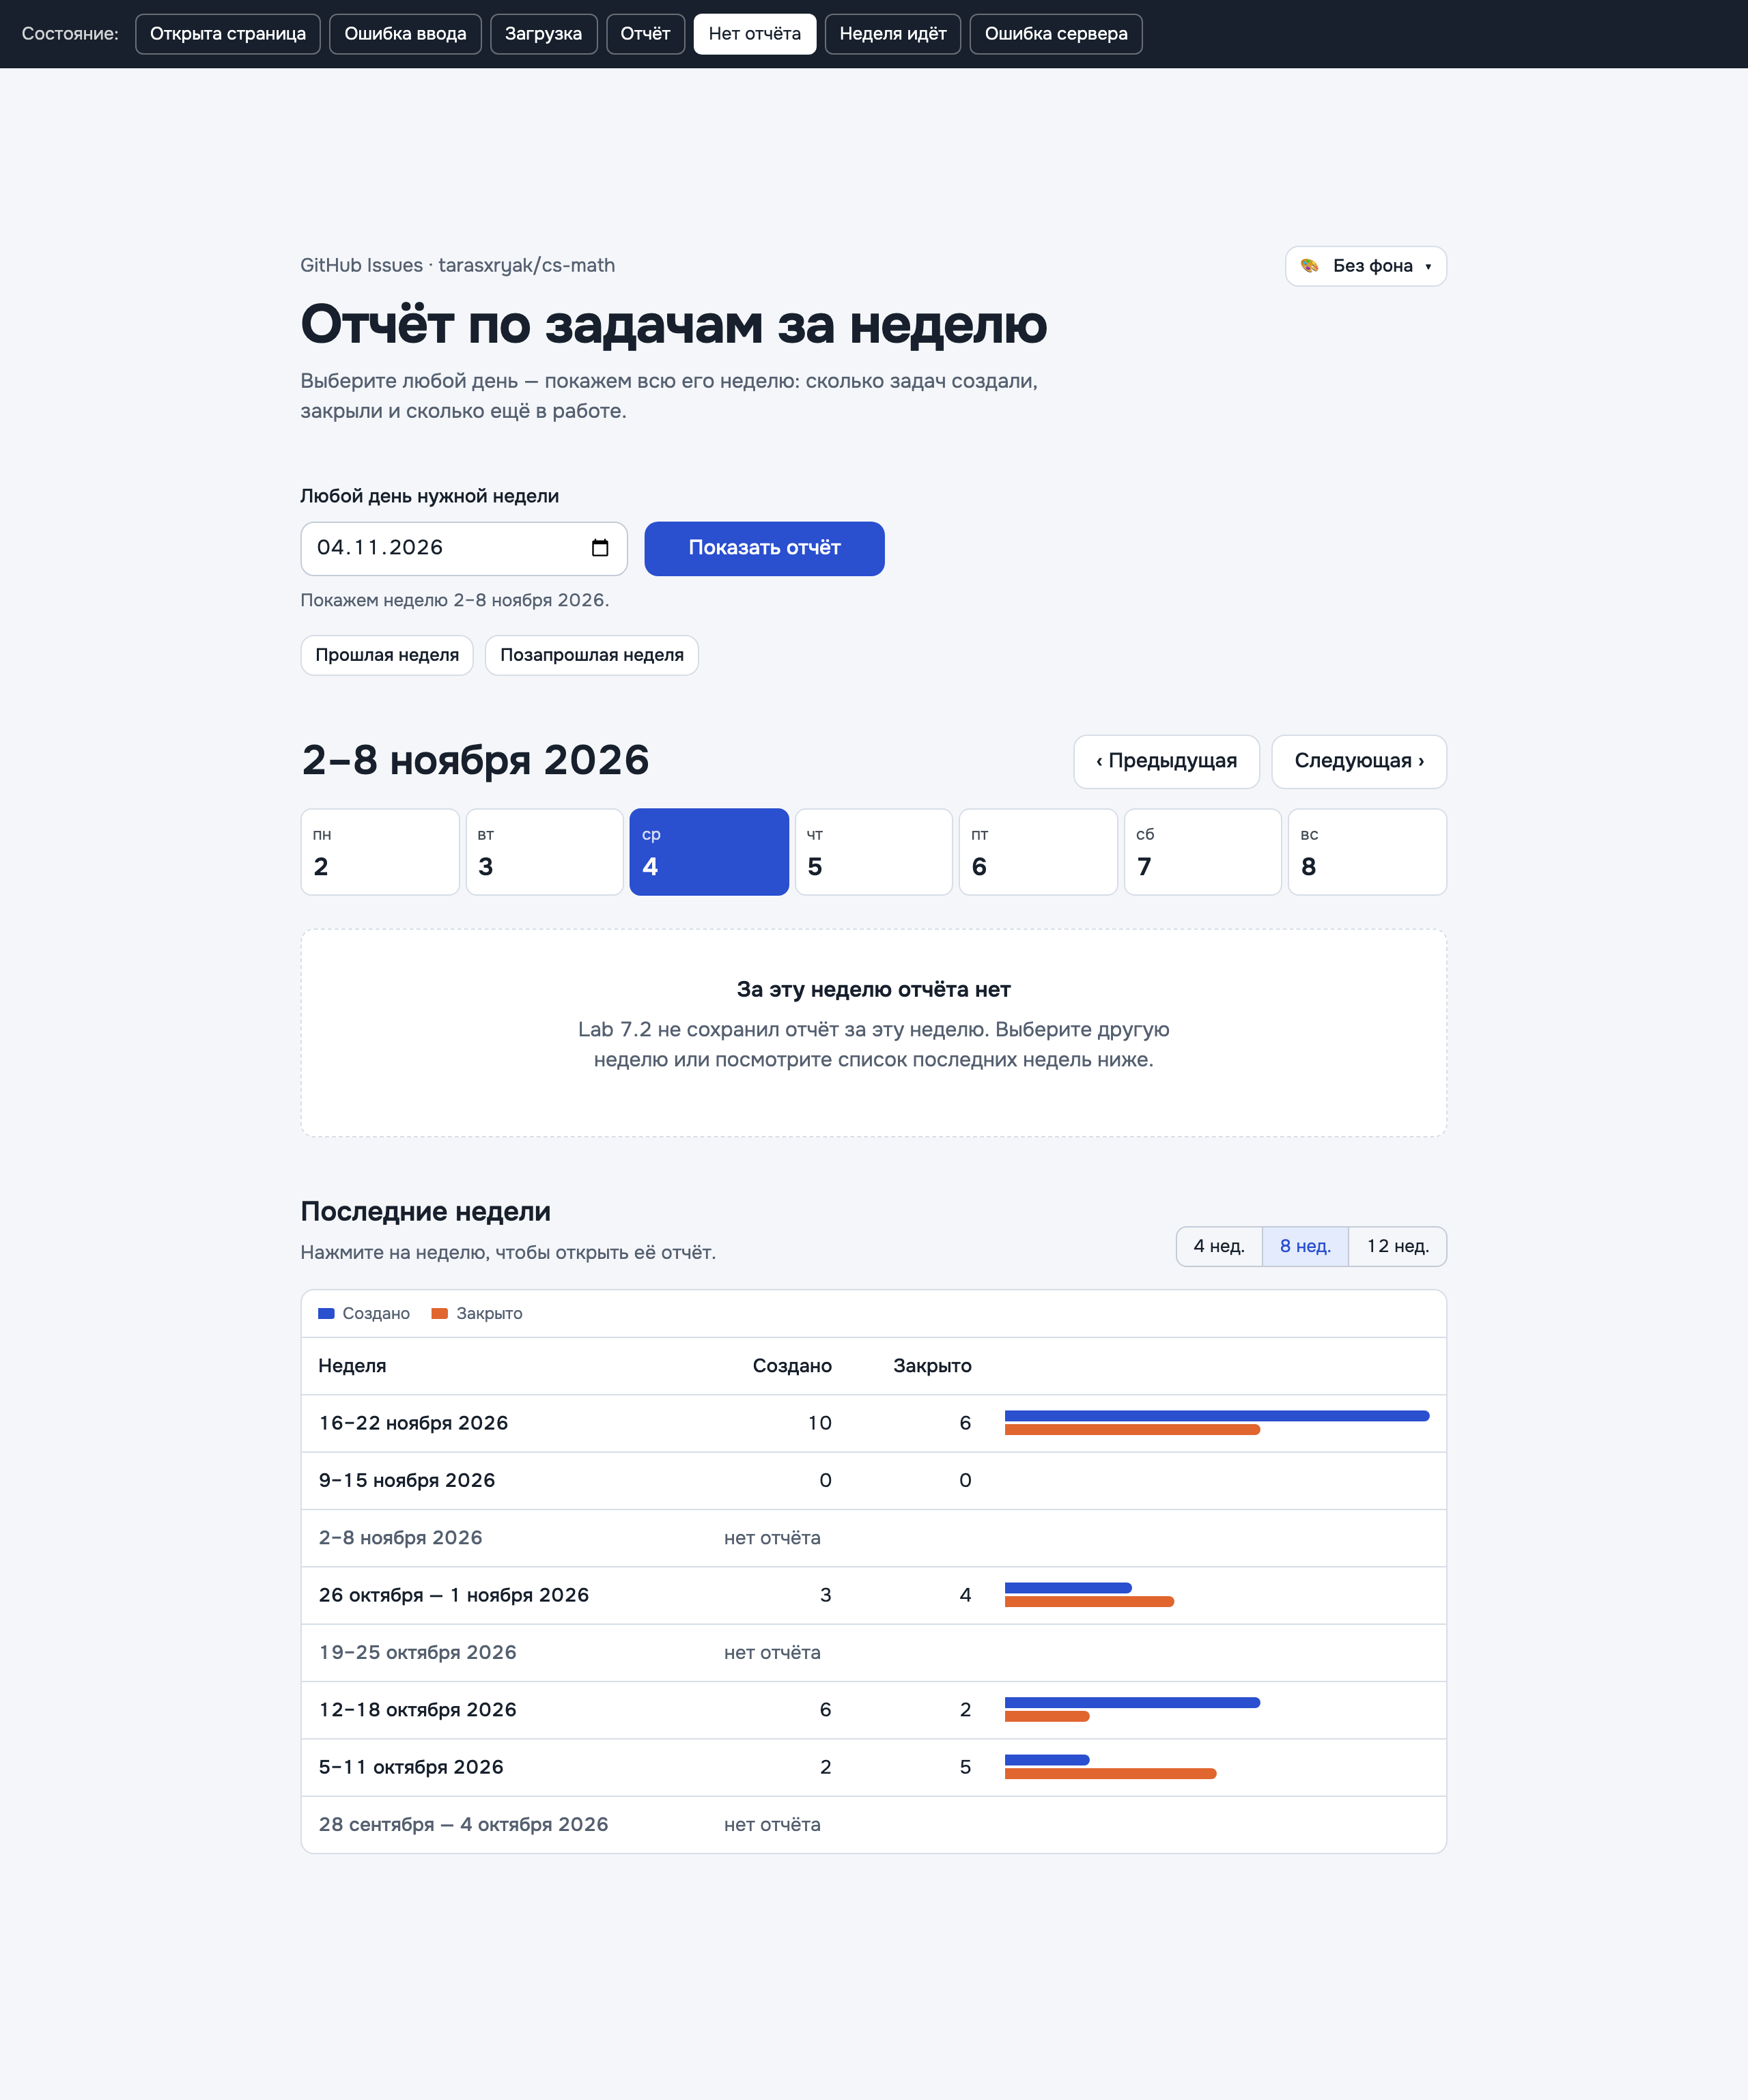 Состояние: Открыта страница Ошибка ввода Загрузка Отчёт Нет отчёта Неделя идёт Ошибка сервера
GitHub Issues · tarasxryak/cs-math
Без фона ▾
Отчёт по задачам за неделю
Выберите любой день — покажем всю его неделю: сколько задач создали,
закрыли и сколько ещё в работе.
Любой день нужной недели
04.11.2026
Показать отчёт
Покажем неделю 2–8 ноября 2026.
Прошлая неделя Позапрошлая неделя
2–8 ноября 2026
‹ Предыдущая Следующая ›
пн вт ср чт пт сб вс
2 3 4 5 6 7 8
За эту неделю отчёта нет
Lab 7.2 не сохранил отчёт за эту неделю. Выберите другую
неделю или посмотрите список последних недель ниже.
Последние недели
Нажмите на неделю, чтобы открыть её отчёт.
4 нед. 8 нед. 12 нед.
Создано Закрыто
Неделя Создано Закрыто
16–22 ноября 2026 10 6
9–15 ноября 2026 0 0
2–8 ноября 2026 нет отчёта
26 октября — 1 ноября 2026 3 4
19–25 октября 2026 нет отчёта
12–18 октября 2026 6 2
5–11 октября 2026 2 5
28 сентября — 4 октября 2026 нет отчёта